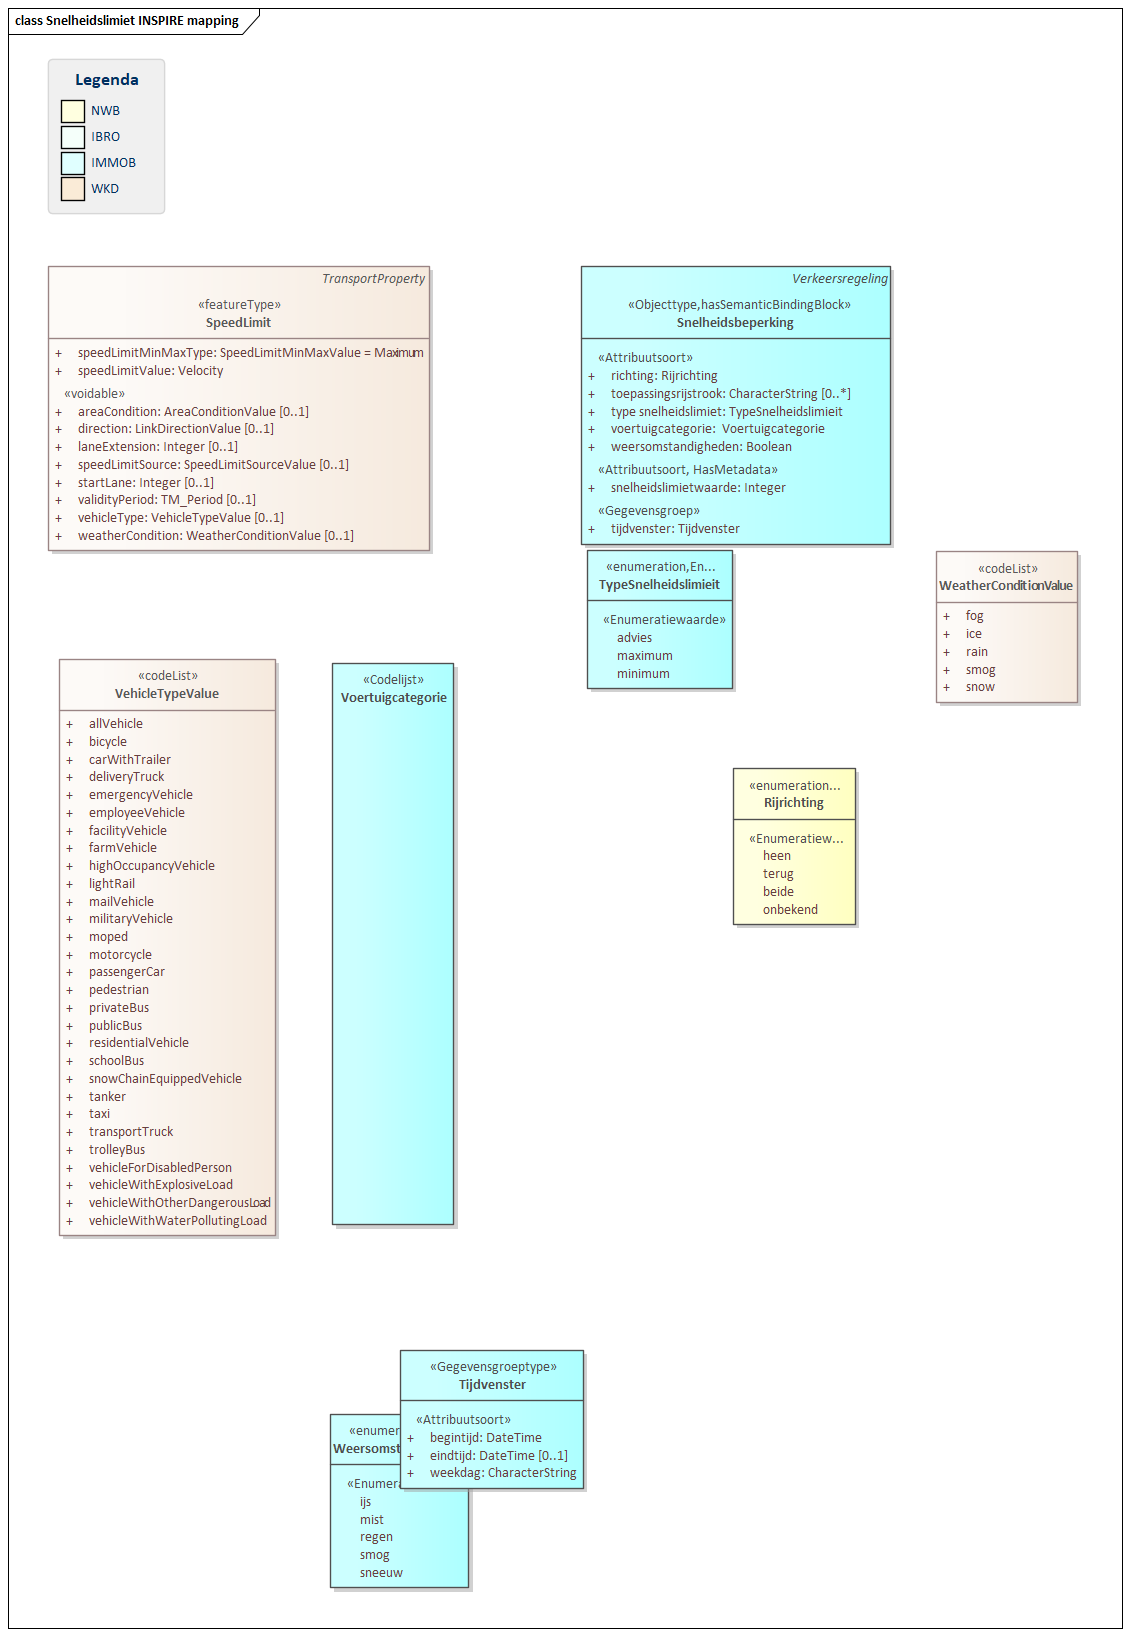 class Snelheidslimiet INSPIRE mapping
Legenda
NWB
IBRO
IMMOB
WKD
TransportProperty
«featureType»
SpeedLimit
+ speedLimitMinMaxType: SpeedLimitMinMaxValue = Maximum
+ speedLimitValue: Velocity
«voidable»
+ areaCondition: AreaConditionValue [0..1]
+ direction: LinkDirectionValue [0..1]
+ laneExtension: Integer [0..1]
+ speedLimitSource: SpeedLimitSourceValue [0..1]
+ startLane: Integer [0..1]
+ validityPeriod: TM_Period [0..1]
+ vehicleType: VehicleTypeValue [0..1]
+ weatherCondition: WeatherConditionValue [0..1]
Verkeersregeling
«Objecttype,hasSemanticBindingBlock»
Snelheidsbeperking
«Attribuutsoort»
+ richting: Rijrichting
+ toepassingsrijstrook: CharacterString [0..*]
+ type snelheidslimiet: TypeSnelheidslimieit
+ voertuigcategorie: Voertuigcategorie
+ weersomstandigheden: Boolean
«Attribuutsoort, HasMetadata»
+ snelheidslimietwaarde: Integer
«Gegevensgroep»
+ tijdvenster: Tijdvenster
«enumeration,En...
TypeSnelheidslimieit
«Enumeratiewaarde»
advies
maximum
minimum
«codeList»
WeatherConditionValue
+ fog
+ ice
+ rain
+ smog
+ snow
«codeList»
VehicleTypeValue
+ allVehicle
+ bicycle
+ carWithTrailer
+ deliveryTruck
+ emergencyVehicle
+ employeeVehicle
+ facilityVehicle
+ farmVehicle
+ highOccupancyVehicle
+ lightRail
+ mailVehicle
+ militaryVehicle
+ moped
+ motorcycle
+ passengerCar
+ pedestrian
+ privateBus
+ publicBus
+ residentialVehicle
+ schoolBus
+ snowChainEquippedVehicle
+ tanker
+ taxi
+ transportTruck
+ trolleyBus
+ vehicleForDisabledPerson
+ vehicleWithExplosiveLoad
+ vehicleWithOtherDangerousLoad
+ vehicleWithWaterPollutingLoad
«Codelijst»
Voertuigcategorie
«enumeration...
Rijrichting
«Enumeratiew...
heen
terug
beide
onbekend
«Gegevensgroeptype»
Tijdvenster
«Attribuutsoort»
+ begintijd: DateTime
+ eindtijd: DateTime [0..1]
+ weekdag: CharacterString
«enumer
Weersomst
«Enumera
ijs
mist
regen
smog
sneeuw